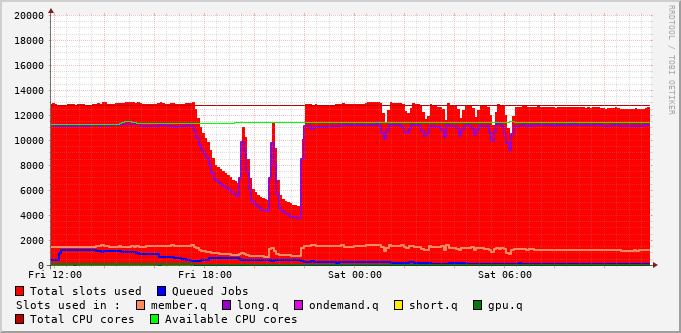 20000
18000
16000
14000
12000
10000
8000
6000
4000
2000
0
Fri 12:00 Fri 18:00 Sat 00:00 Sat 06:00
Total slots used Queued Jobs
Slots used in : member.q long.q ondemand.q short.q gpu.q
Total CPU cores Available CPU cores
RRDTOOL / TOBI OETIKER